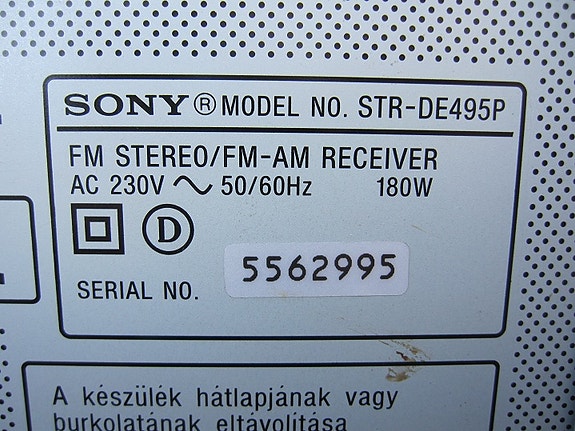 SONY ® MODEL NO. STR-DE495P
FM STEREO/FM-AM RECEIVER
AC 230V ～ 50/60Hz 180W
D
SERIAL NO. 5562995
A készülék hátlapjának vagy
burkolatának eltávolítása